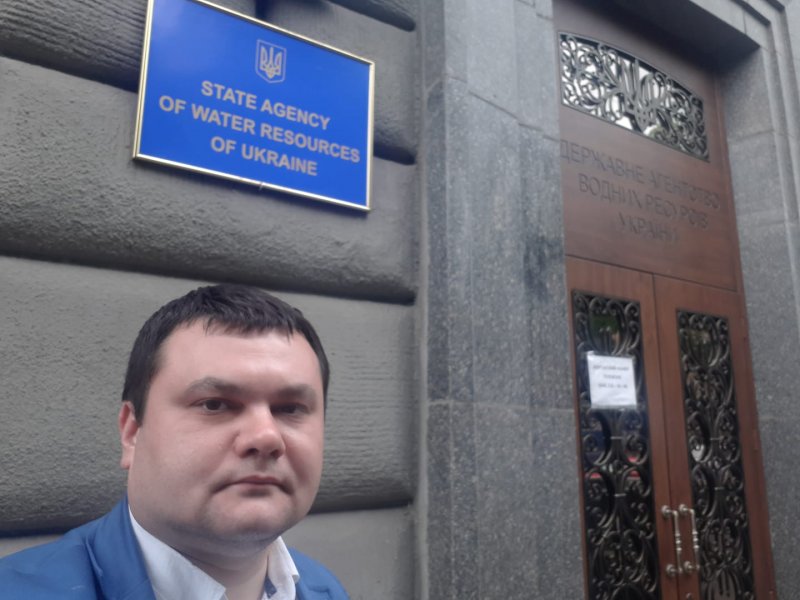 STATE AGENCY
OF WATER RESOURCES
OF UKRAINE
ДЕРЖАВНЕ АГЕНТСТВО
ВОДНИХ РЕСУРСІВ
УКРАЇНИ